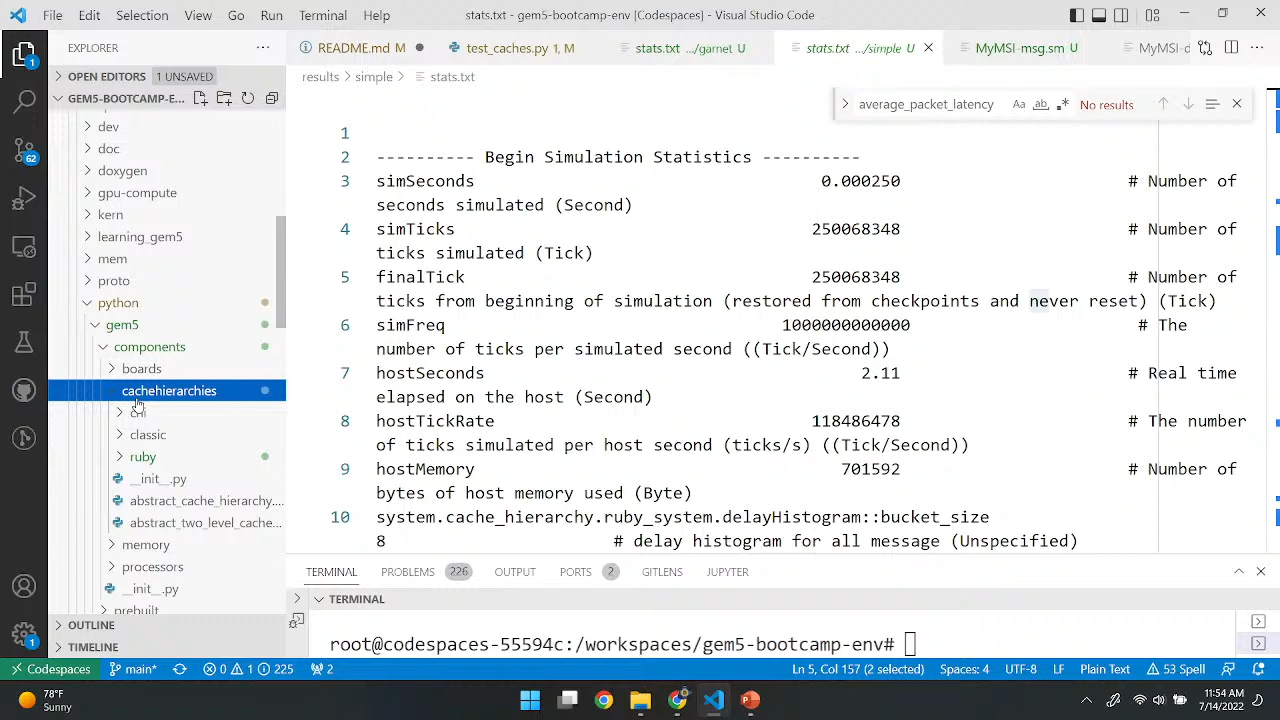 File Edit Selection View Go Run Terminal Help stats.txt - gem5-bootcamp-env [Codespaces] - Visual Studio Code
EXPLORER
OPEN EDITORS 1 UNSAVED
GEM5-BOOTCAMP-E...
dev
doc
doxygen
gpu-compute
kern
learning_gem5
mem
proto
python
gem5
components
boards
cachehierarchies
chi
classic
ruby
__init__.py
abstract_cache_hierarchy....
abstract_two_level_cache...
memory
processors
__init__.py
prebuilt
OUTLINE
TIMELINE
README.md M
test_caches.py 1, M
stats.txt .../garnet U
stats.txt .../simple U
MyMSI-msg.sm U
results > simple > stats.txt
average_packet_latency Aa ab No results
1
2 ---------- Begin Simulation Statistics ----------
3 simSeconds 0.000250 # Number of
seconds simulated (Second)
4 simTicks 250068348 # Number of
ticks simulated (Tick)
5 finalTick 250068348 # Number of
ticks from beginning of simulation (restored from checkpoints and never reset) (Tick)
6 simFreq 1000000000000 # The
number of ticks per simulated second ((Tick/Second))
7 hostSeconds 2.11 # Real time
elapsed on the host (Second)
8 hostTickRate 118486478 # The number
of ticks simulated per host second (ticks/s) ((Tick/Second))
9 hostMemory 701592 # Number of
bytes of host memory used (Byte)
10 system.cache_hierarchy.ruby_system.delayHistogram::bucket_size
8 # delay histogram for all message (Unspecified)
TERMINAL PROBLEMS 226 OUTPUT PORTS 2 GITLENS JUPYTER
TERMINAL
root@codespaces-55594c:/workspaces/gem5-bootcamp-env#
1
62
1
Codespaces main* 0 1 225 2 Ln 5, Col 157 (2 selected) Spaces: 4 UTF-8 LF Plain Text 53 Spell
78°F
Sunny
11:54 AM
7/14/2022